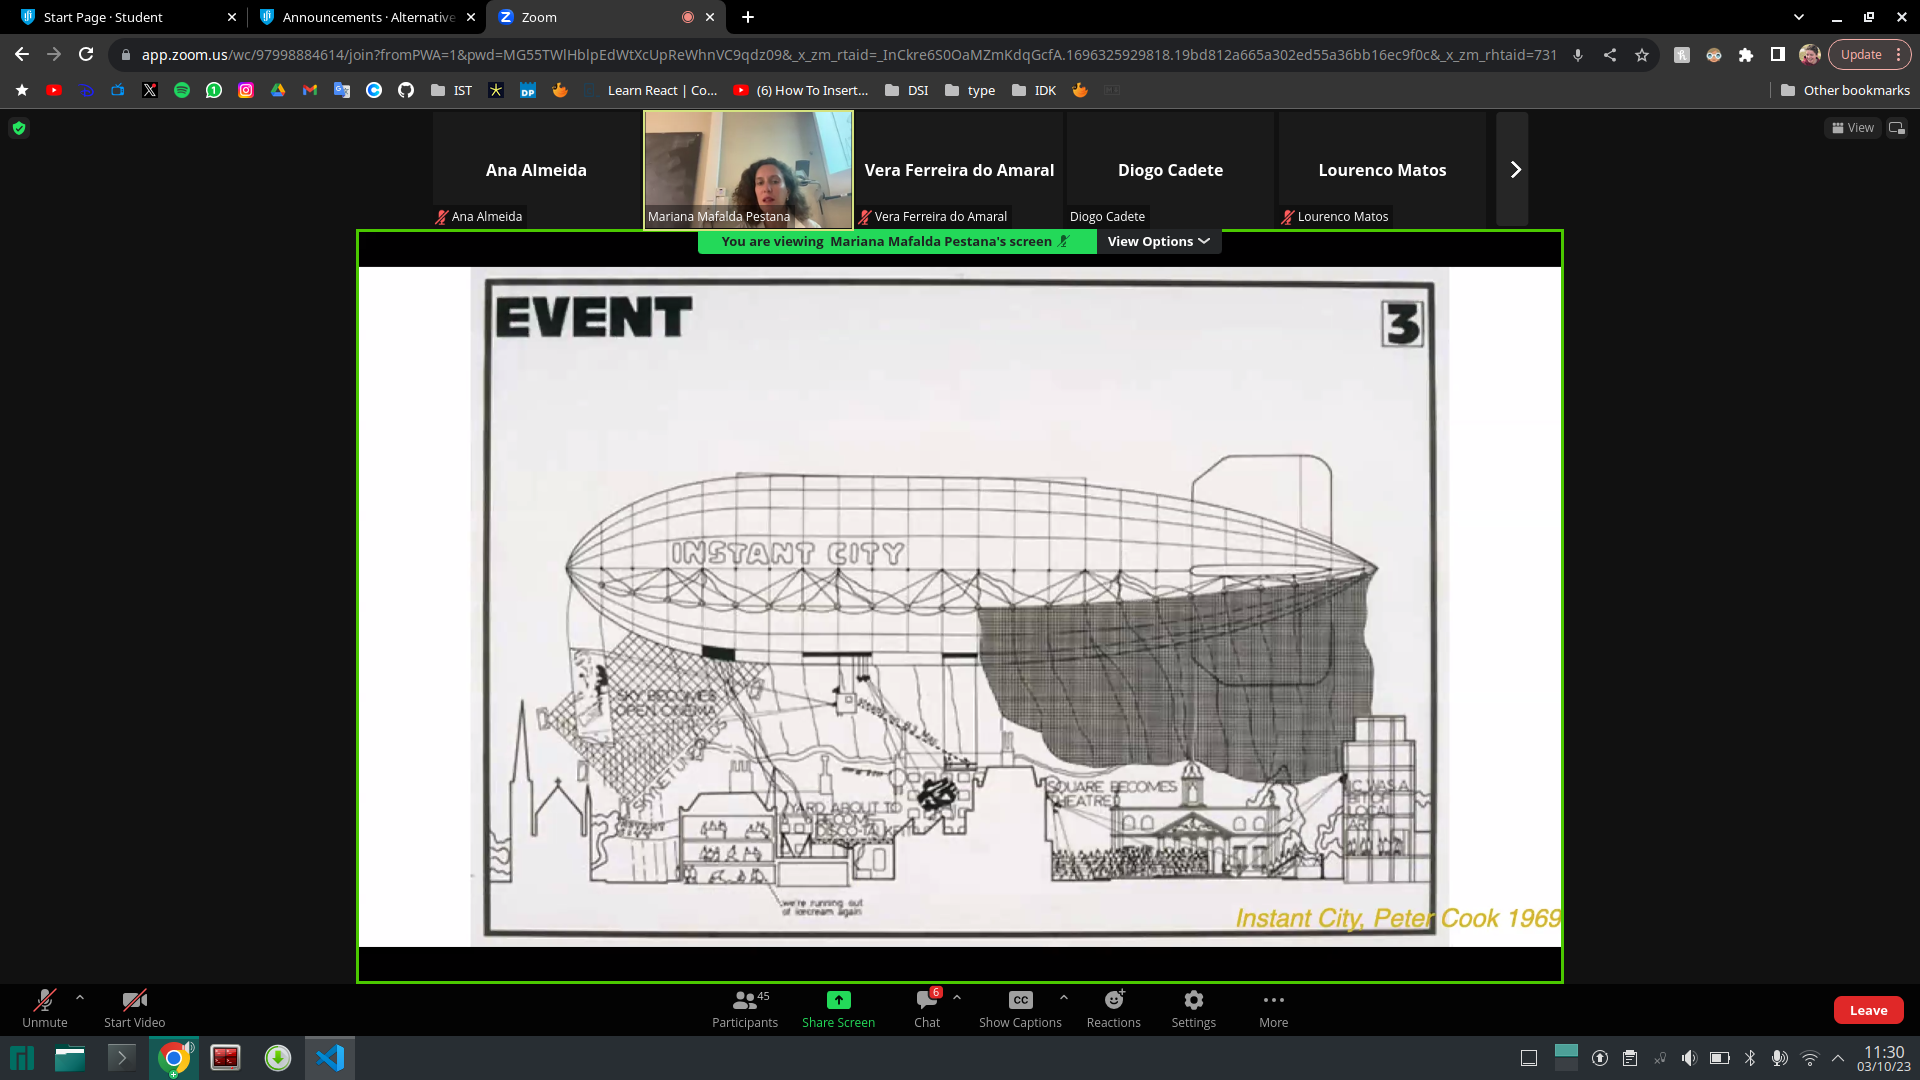 Start Page · Student
Announcements · Alternative
Zoom
app.zoom.us/wc/97998884614/join?fromPWA=1&pwd=MG55TWlHblpEdWtXcUpReWhnVC9qdz09&_x_zm_rtaid=_InCkre6S0OaMZmKdqGcfA.1696325929818.19bd812a665a302ed55a36bb16ec9f0c&_x_zm_rhtaid=731
Update
IST
DP
Learn React | Co...
(6) How To Insert...
DSI
type
IDK
Other bookmarks
View
Ana Almeida
Vera Ferreira do Amaral
Diogo Cadete
Lourenco Matos
Ana Almeida
Mariana Mafalda Pestana
Vera Ferreira do Amaral
Diogo Cadete
Lourenco Matos
You are viewing Mariana Mafalda Pestana's screen
View Options
EVENT
3
INSTANT CITY
SKY BECOMES
OPEN CINEMA
SQUARE BECOMES
THEATRE
YARD ABOUT TO
BECOME
LOCAL
INSTANT
CITY
we're running out
of icecream again
Instant City, Peter Cook 1969
Unmute
Start Video
45
Participants
Share Screen
6
Chat
CC
Show Captions
Reactions
Settings
More
Leave
11:30
03/10/23